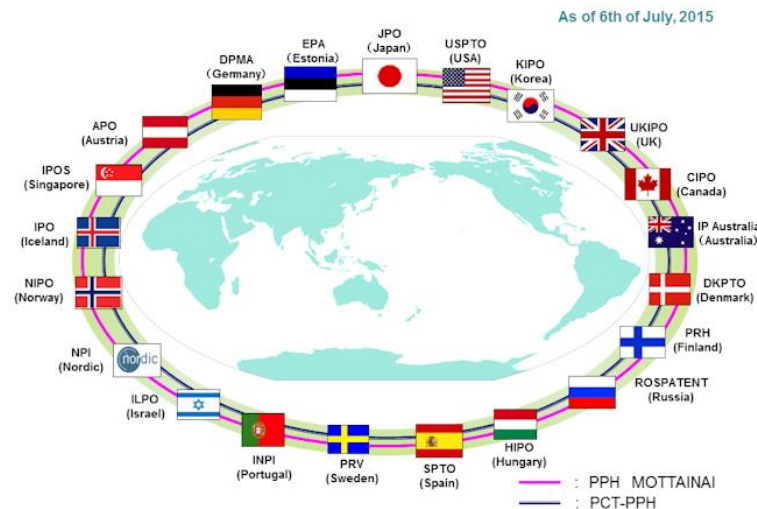 As of 6th of July, 2015
JPO
(Japan)
USPTO
(USA)
KIPO
(Korea)
UKIPO
(UK)
CIPO
(Canada)
IP Australia
(Australia)
DKPTO
(Denmark)
PRH
(Finland)
ROSPATENT
(Russia)
HIPO
(Hungary)
SPTO
(Spain)
PRV
(Sweden)
INPI
(Portugal)
ILPO
(Israel)
NPI
(Nordic)
nordic
NIPO
(Norway)
IPO
(Iceland)
IPOS
(Singapore)
APO
(Austria)
DPMA
(Germany)
EPA
(Estonia)
: PPH MOTTAINAI
: PCT-PPH